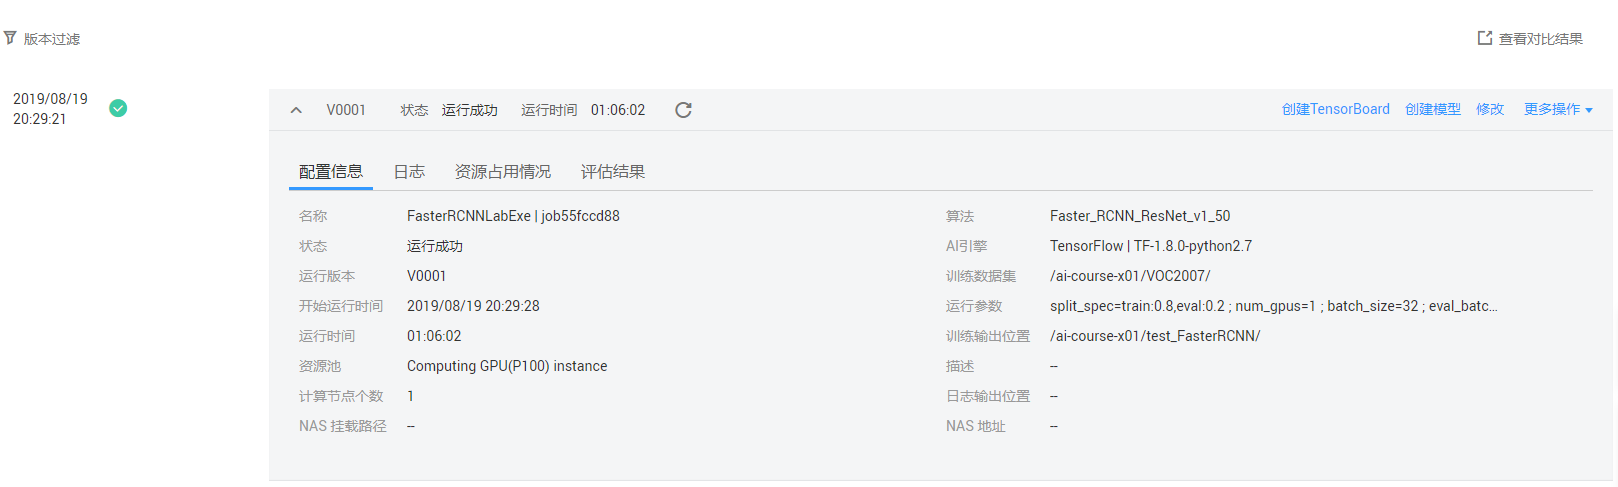 版本过滤
查看对比结果
2019/08/19
20:29:21
V0001 状态 运行成功 运行时间 01:06:02 创建TensorBoard 创建模型 修改 更多操作
配置信息 日志 资源占用情况 评估结果
名称 FasterRCNNLabExe | job55fccd88 算法 Faster_RCNN_ResNet_v1_50
状态 运行成功 AI引擎 TensorFlow | TF-1.8.0-python2.7
运行版本 V0001 训练数据集 /ai-course-x01/VOC2007/
开始运行时间 2019/08/19 20:29:28 运行参数 split_spec=train:0.8,eval:0.2 ; num_gpus=1 ; batch_size=32 ; eval_batc...
运行时间 01:06:02 训练输出位置 /ai-course-x01/test_FasterRCNN/
资源池 Computing GPU(P100) instance 描述 --
计算节点个数 1 日志输出位置 --
NAS 挂载路径 -- NAS 地址 --